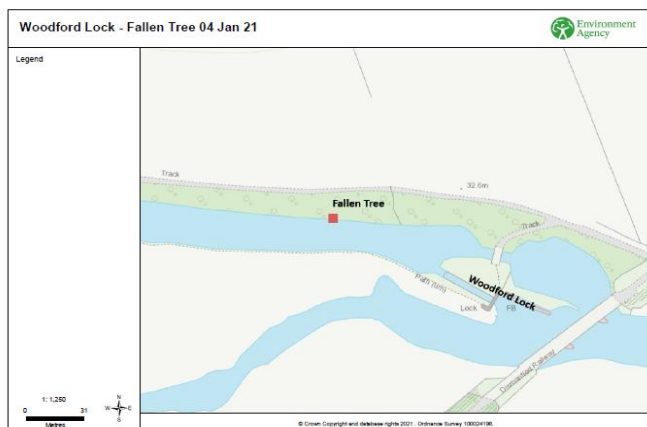 Woodford Lock - Fallen Tree 04 Jan 21
Environment
Agency
Legend
Track
32.6m
Fallen Tree
Track
Woodford Lock
Path (um)
Lock
FB
Dismantled Railway
1: 1,250
0 31
Metres
N
W E
S
© Crown Copyright and database rights 2021. Ordnance Survey 100024198.